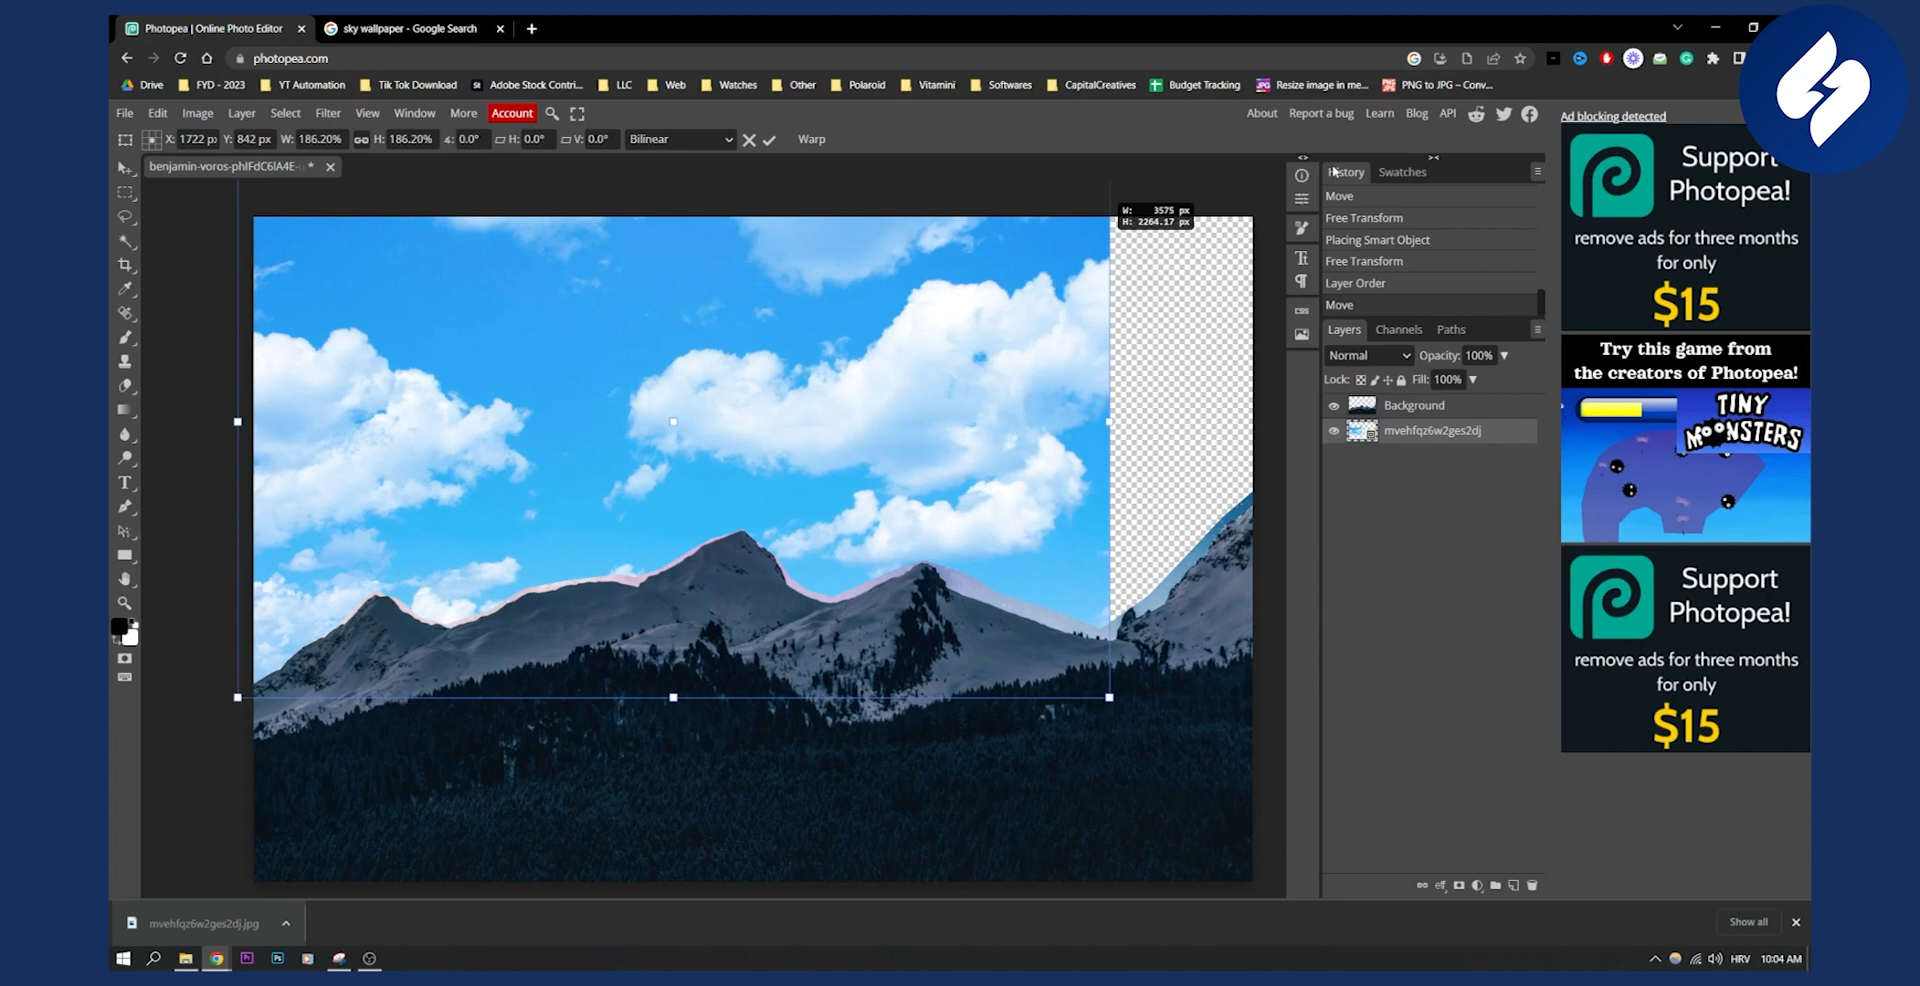 Photopea | Online Photo Editor
sky wallpaper - Google Search
photopea.com
Drive
FYD - 2023
YT Automation
Tik Tok Download
Adobe Stock Contri...
LLC
Web
Watches
Other
Polaroid
Vitamini
Softwares
CapitalCreatives
Budget Tracking
Resize image in me...
PNG to JPG – Conv...
File Edit Image Layer Select Filter View Window More Account
About Report a bug Learn Blog API
Ad blocking detected
X: 1722 px Y: 842 px W: 186.20% H: 186.20% 0.0° H: 0.0° V: 0.0° Bilinear Warp
benjamin-voros-phIFdC6lA4E- *
W: 3575 px
H: 2264.17 px
History Swatches
Move
Free Transform
Placing Smart Object
Free Transform
Layer Order
Move
CSS
Layers Channels Paths
Normal Opacity: 100%
Lock: Fill: 100%
Background
mvehfqz6w2ges2dj
eff
Support
Photopea!
remove ads for three months
for only
$15
Try this game from
the creators of Photopea!
TINY
MOONSTERS
Support
Photopea!
remove ads for three months
for only
$15
mvehfqz6w2ges2dj.jpg
Show all
HRV 10:04 AM